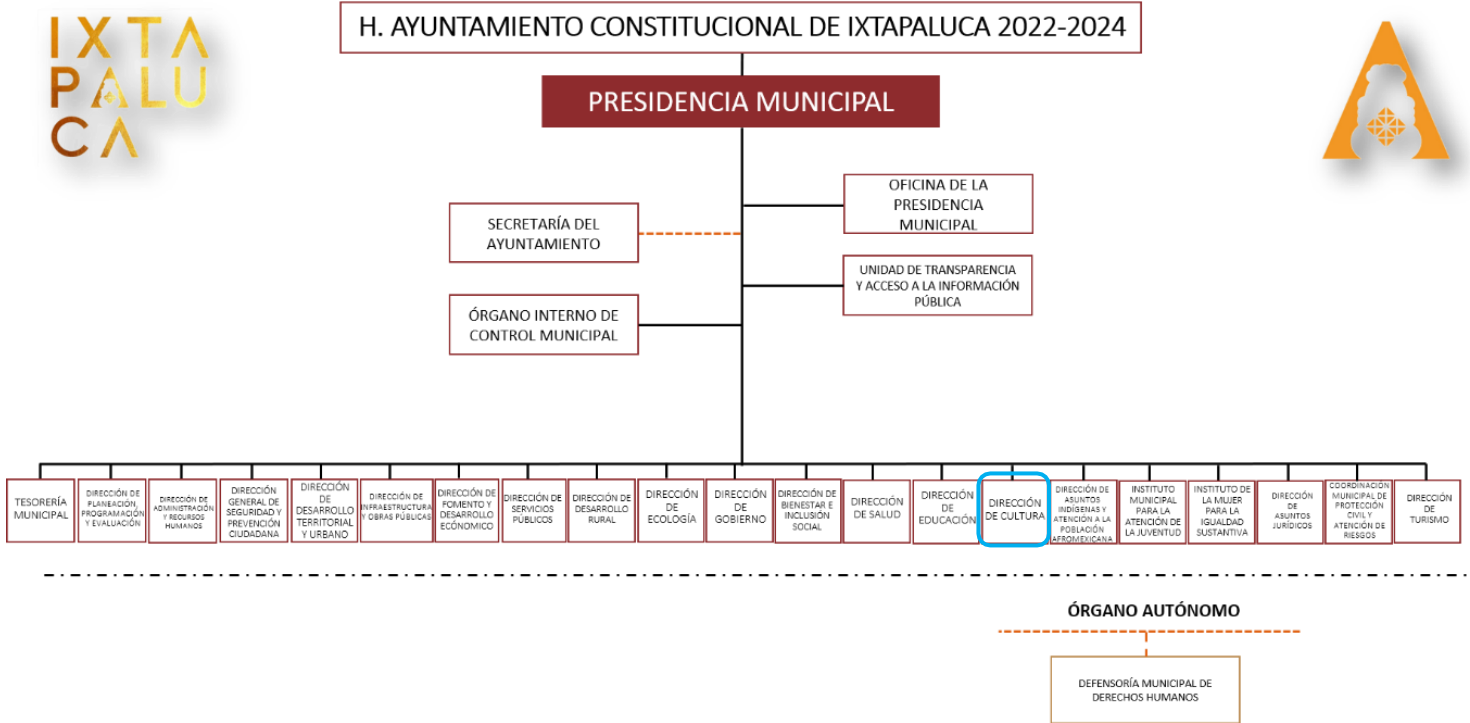 IXTA
PALU
CA
H. AYUNTAMIENTO CONSTITUCIONAL DE IXTAPALUCA 2022-2024
PRESIDENCIA MUNICIPAL
OFICINA DE LA
PRESIDENCIA
MUNICIPAL
SECRETARÍA DEL
AYUNTAMIENTO
UNIDAD DE TRANSPARENCIA
Y ACCESO A LA INFORMACIÓN
PÚBLICA
ÓRGANO INTERNO DE
CONTROL MUNICIPAL
TESORERÍA
MUNICIPAL
DIRECCIÓN DE
PLANEACIÓN,
PROGRAMACIÓN
Y EVALUACIÓN
DIRECCIÓN DE
ADMINISTRACIÓN
Y RECURSOS
HUMANOS
DIRECCIÓN
GENERAL DE
SEGURIDAD Y
PREVENCIÓN
CIUDADANA
DIRECCIÓN
DE
DESARROLLO
TERRITORIAL
Y URBANO
DIRECCIÓN DE
INFRAESTRUCTURA
Y OBRAS PÚBLICAS
DIRECCIÓN DE
FOMENTO Y
DESARROLLO
ECÓNOMICO
DIRECCIÓN DE
SERVICIOS
PÚBLICOS
DIRECCIÓN DE
DESARROLLO
RURAL
DIRECCIÓN
DE
ECOLOGÍA
DIRECCIÓN
DE
GOBIERNO
DIRECCIÓN DE
BIENESTAR E
INCLUSIÓN
SOCIAL
DIRECCIÓN
DE SALUD
DIRECCIÓN
DE
EDUCACIÓN
DIRECCIÓN
DE CULTURA
DIRECCIÓN DE
ASUNTOS
INDÍGENAS Y
ATENCIÓN A LA
POBLACIÓN
AFROMEXICANA
INSTITUTO
MUNICIPAL
PARA LA
ATENCIÓN DE
LA JUVENTUD
INSTITUTO DE
LA MUJER
PARA LA
IGUALDAD
SUSTANTIVA
DIRECCIÓN
DE
ASUNTOS
JURÍDICOS
COORDINACIÓN
MUNICIPAL DE
PROTECCIÓN
CIVIL Y
ATENCIÓN DE
RIESGOS
DIRECCIÓN
DE
TURISMO
ÓRGANO AUTÓNOMO
DEFENSORÍA MUNICIPAL DE
DERECHOS HUMANOS